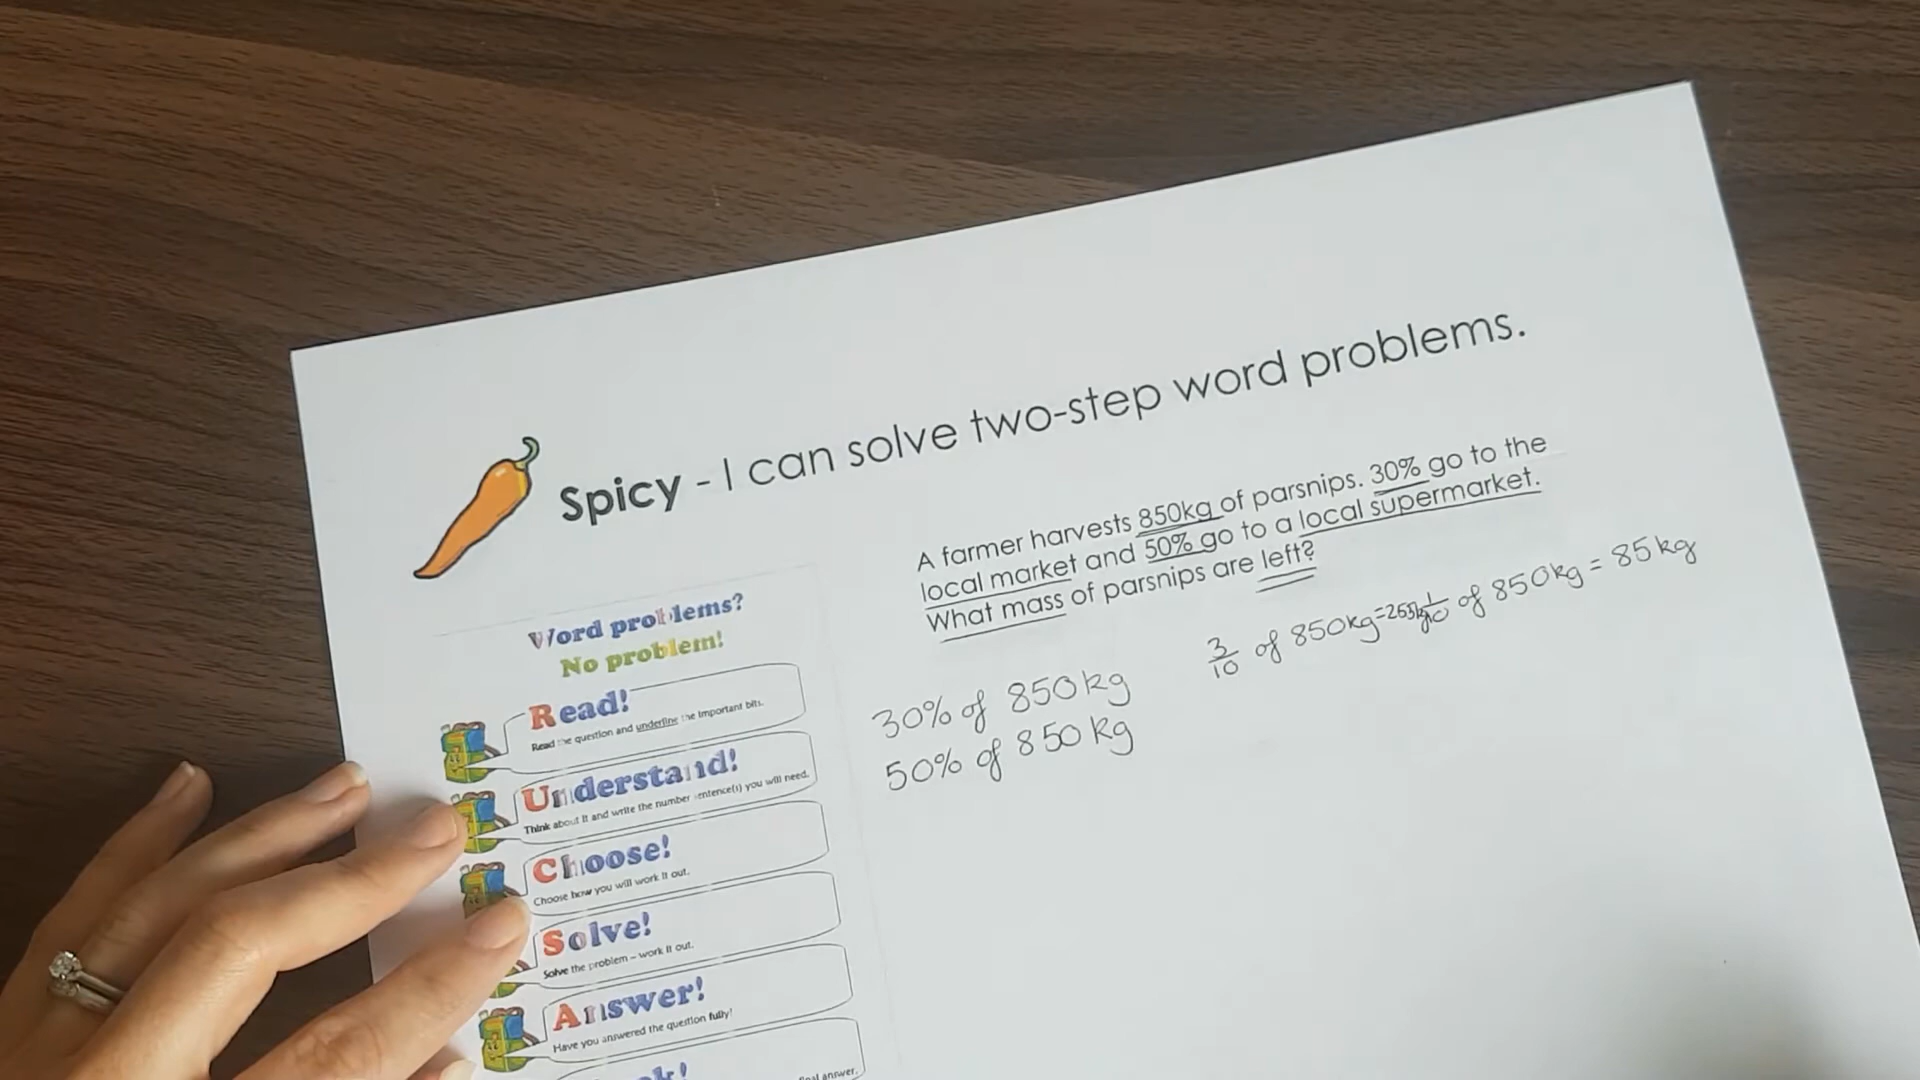 Spicy - I can solve two-step word problems.
A farmer harvests 850kg of parsnips. 30% go to the
local market and 50% go to a local supermarket.
What mass of parsnips are left?
3/10 of 850kg=255kg 1/10 of 850kg = 85kg
30% of 850kg
50% of 850kg
Word problems?
No problem!
Read!
Read the question and underline the important bits.
Understand!
Think about it and write the number sentence(s) you will need.
Choose!
Choose how you will work it out.
Solve!
Solve the problem – work it out.
Answer!
Have you answered the question fully?
final answer.